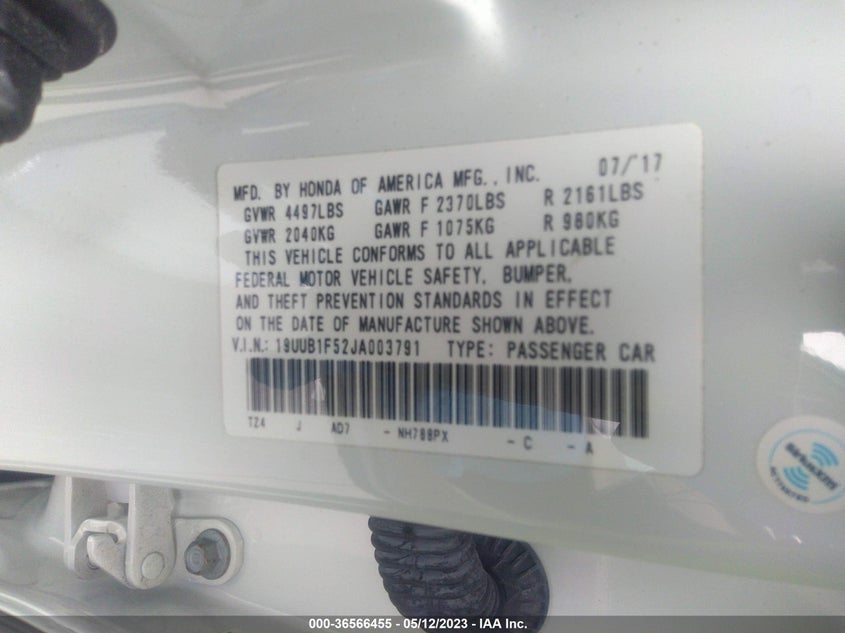 MFD. BY HONDA OF AMERICA MFG., INC. 07/'17
GVWR 4497LBS GAWR F 2370LBS R 2161LBS
GVWR 2040KG GAWR F 1075KG R 980KG
THIS VEHICLE CONFORMS TO ALL APPLICABLE
FEDERAL MOTOR VEHICLE SAFETY, BUMPER,
AND THEFT PREVENTION STANDARDS IN EFFECT
ON THE DATE OF MANUFACTURE SHOWN ABOVE.
V.I.N.: 19UUB1F52JA003791 TYPE: PASSENGER CAR
TZ4 J AD7 - NH788PX - C - A
siriusxm
ACTIVATED
000-36566455 - 05/12/2023 - IAA Inc.